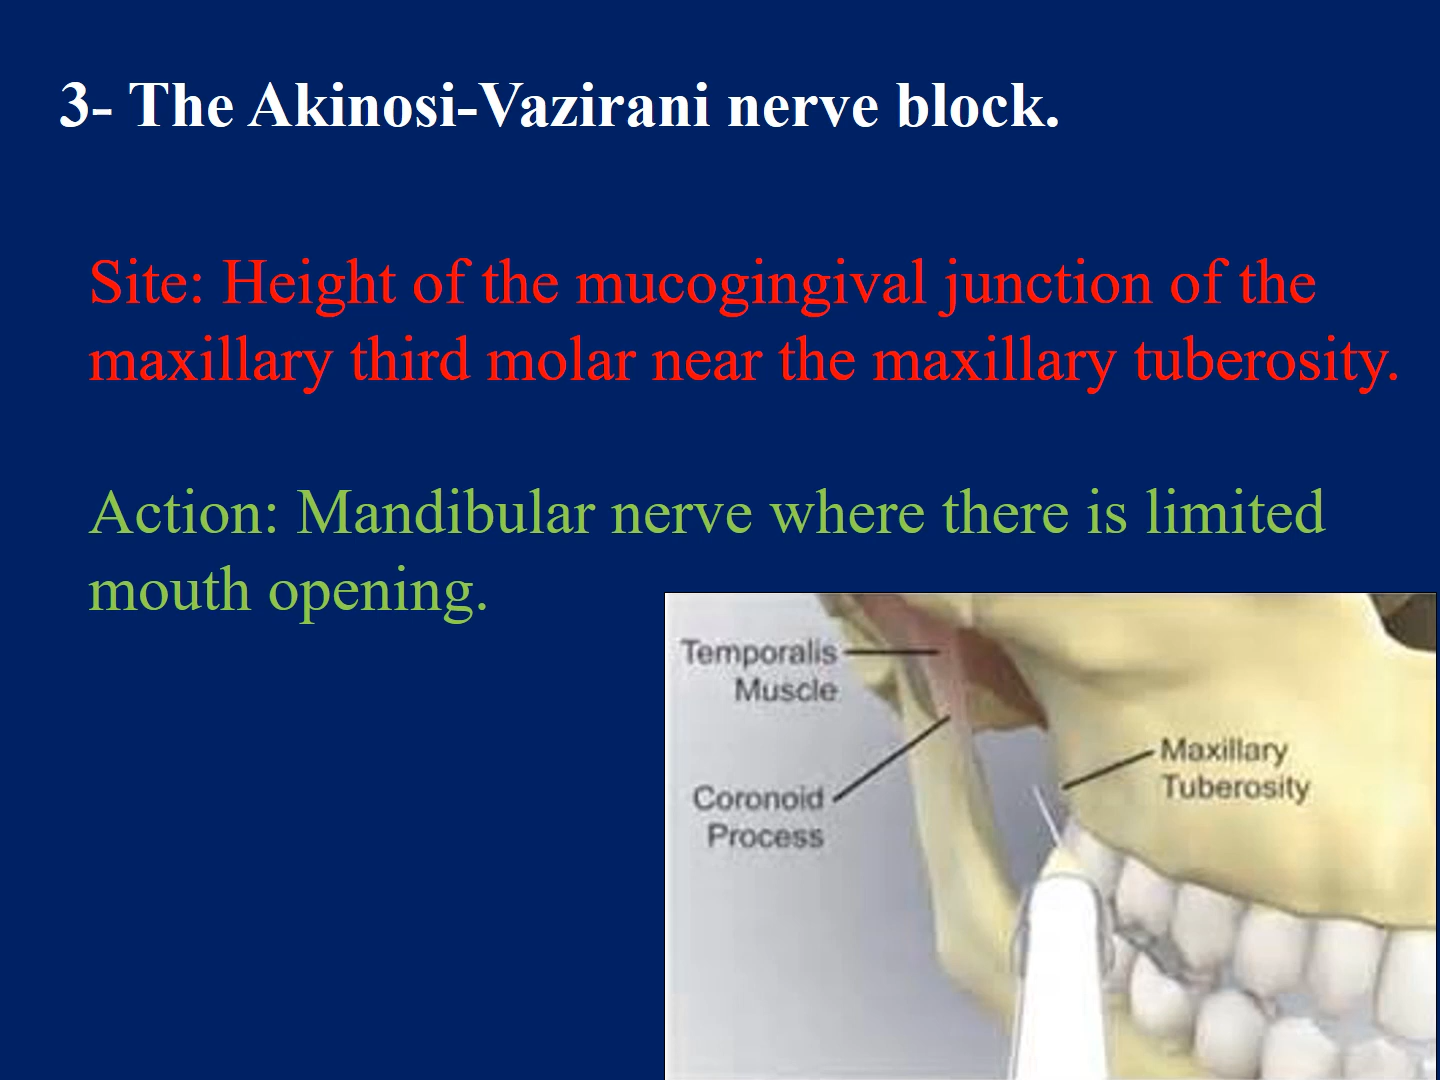 3- The Akinosi-Vazirani nerve block.
Site: Height of the mucogingival junction of the
maxillary third molar near the maxillary tuberosity.
Action: Mandibular nerve where there is limited
mouth opening.
Temporalis
Muscle
Maxillary
Tuberosity
Coronoid
Process